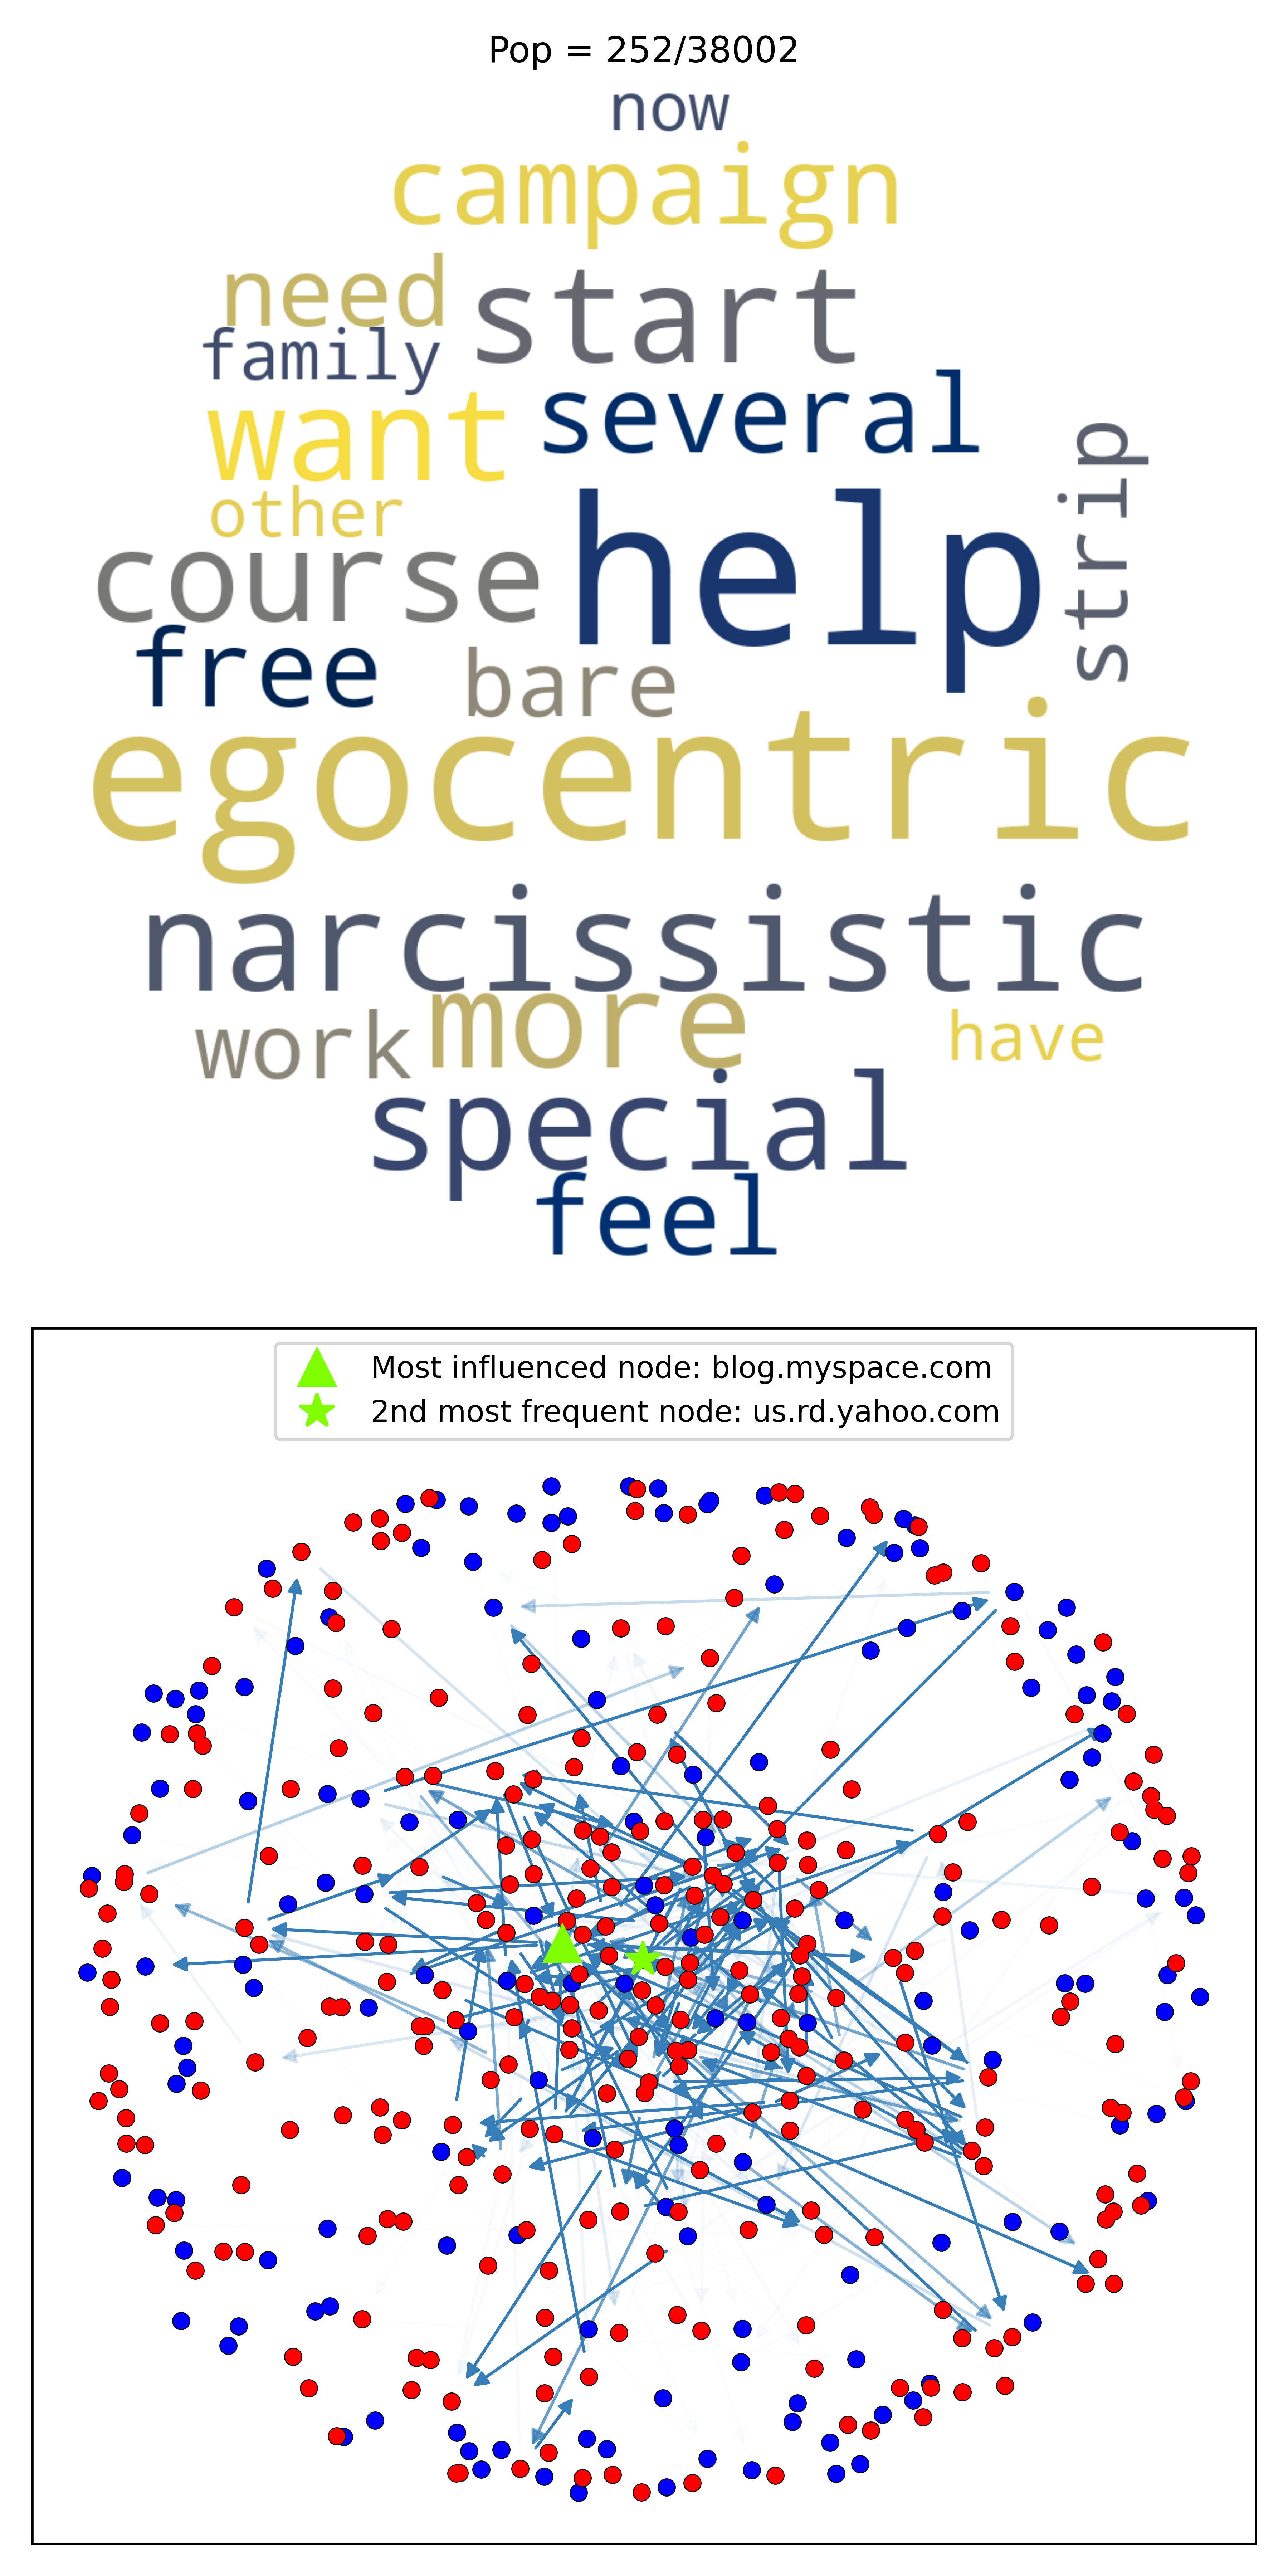 Pop = 252/38002
now
campaign
need start
family
want several
other
course help strip
free bare
egocentric
narcissistic
work more have
special
feel
Most influenced node: blog.myspace.com
2nd most frequent node: us.rd.yahoo.com